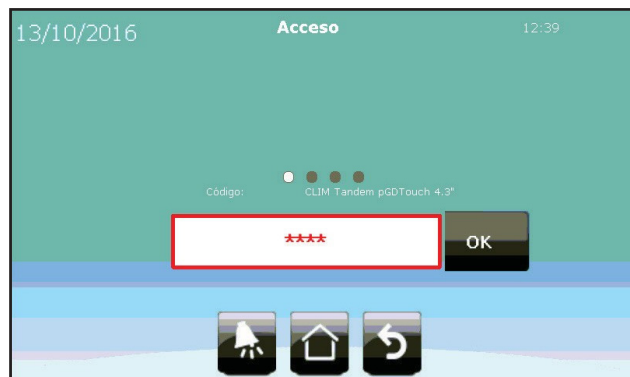 13/10/2016 Acceso 12:39
Código: CLIM Tandem pGDTouch 4.3"
**** OK